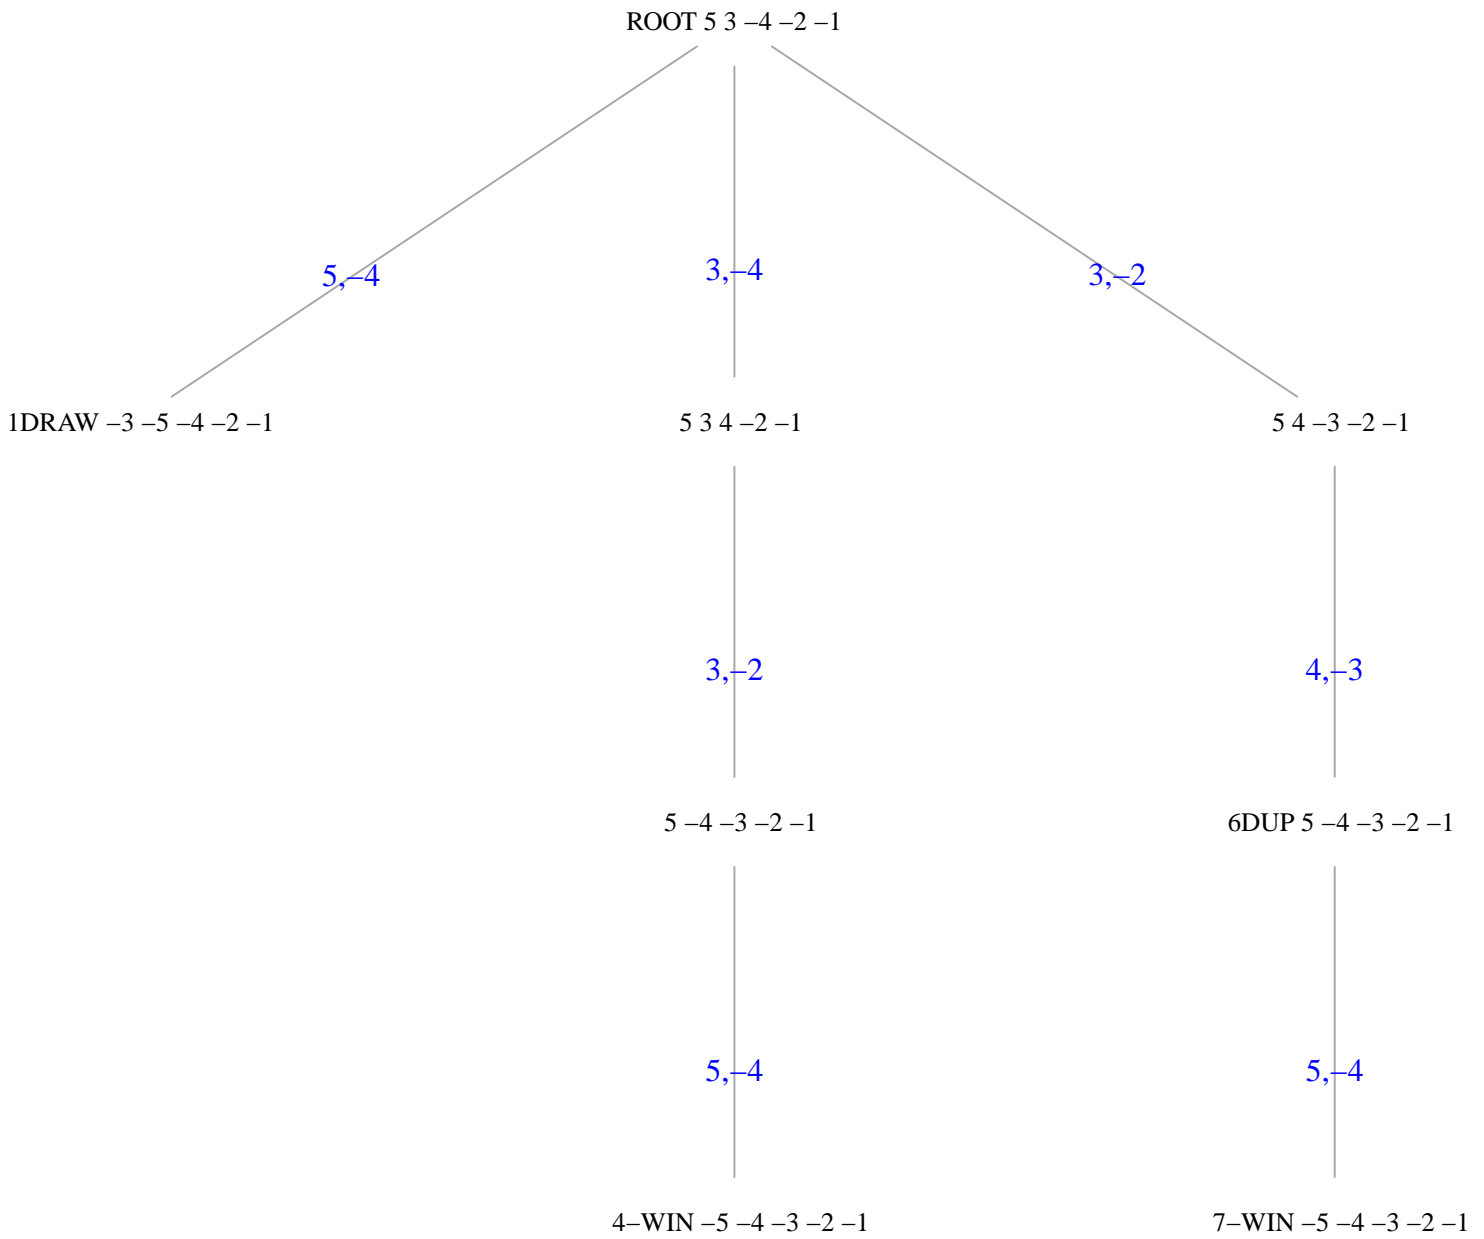 ROOT 5 3 –4 –2 –1
5,–4
3,–4
3,–2
1DRAW –3 –5 –4 –2 –1
5 3 4 –2 –1
5 4 –3 –2 –1
3,–2
4,–3
5 –4 –3 –2 –1
6DUP 5 –4 –3 –2 –1
5,–4
5,–4
4–WIN –5 –4 –3 –2 –1
7–WIN –5 –4 –3 –2 –1